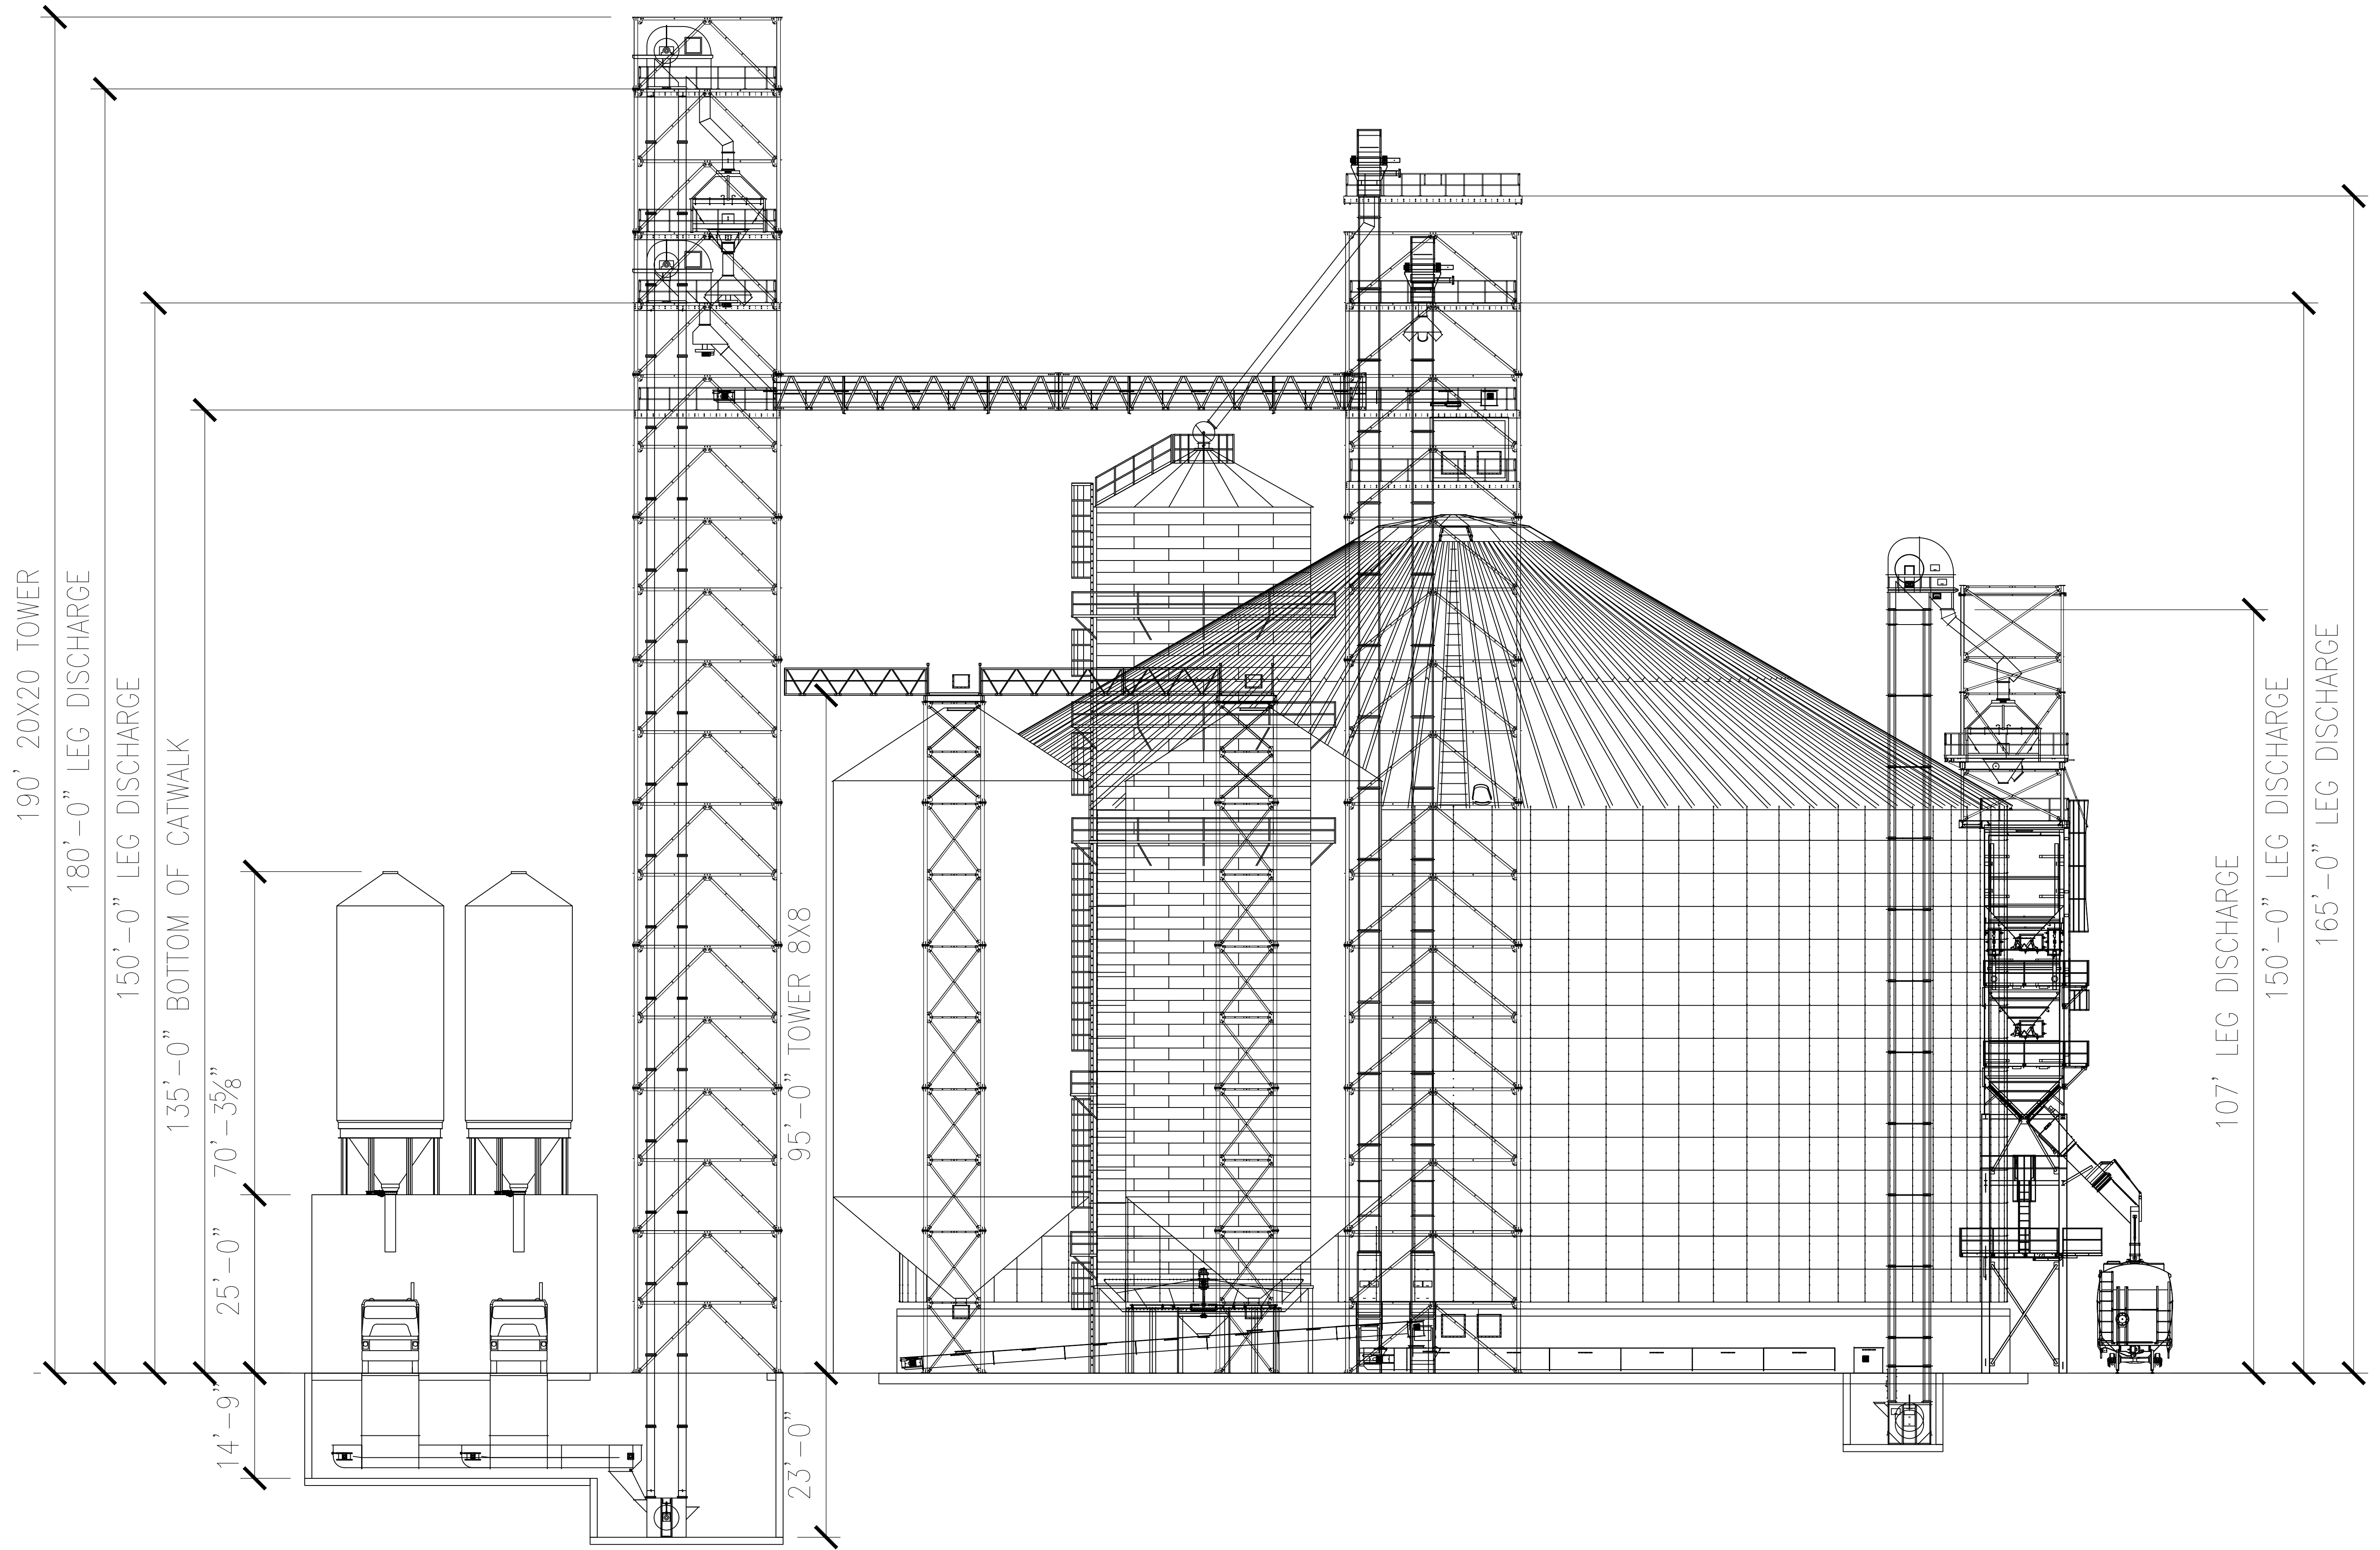 190' 20X20 TOWER
180'-0" LEG DISCHARGE
150'-0" LEG DISCHARGE
135'-0" BOTTOM OF CATWALK
70'-3⅝"
25'-0"
14'-9"
95'-0" TOWER 8X8
23'-0"
107' LEG DISCHARGE
150'-0" LEG DISCHARGE
165'-0" LEG DISCHARGE